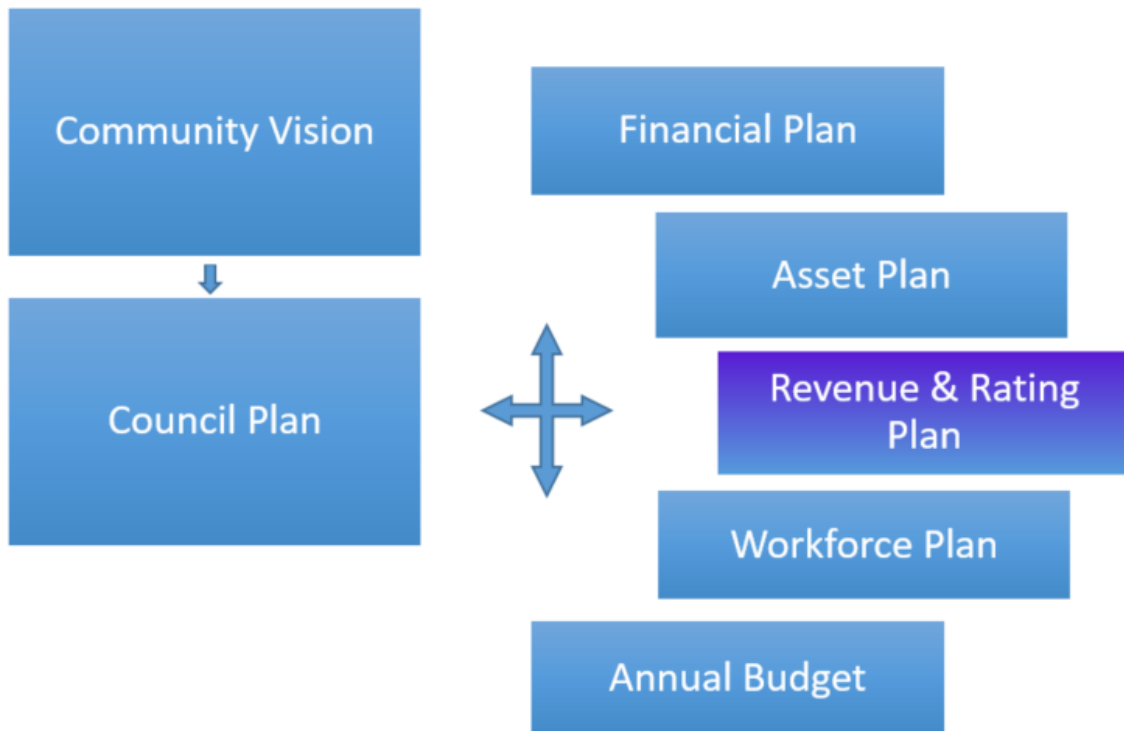 Community Vision
Council Plan
Financial Plan
Asset Plan
Revenue & Rating
Plan
Workforce Plan
Annual Budget